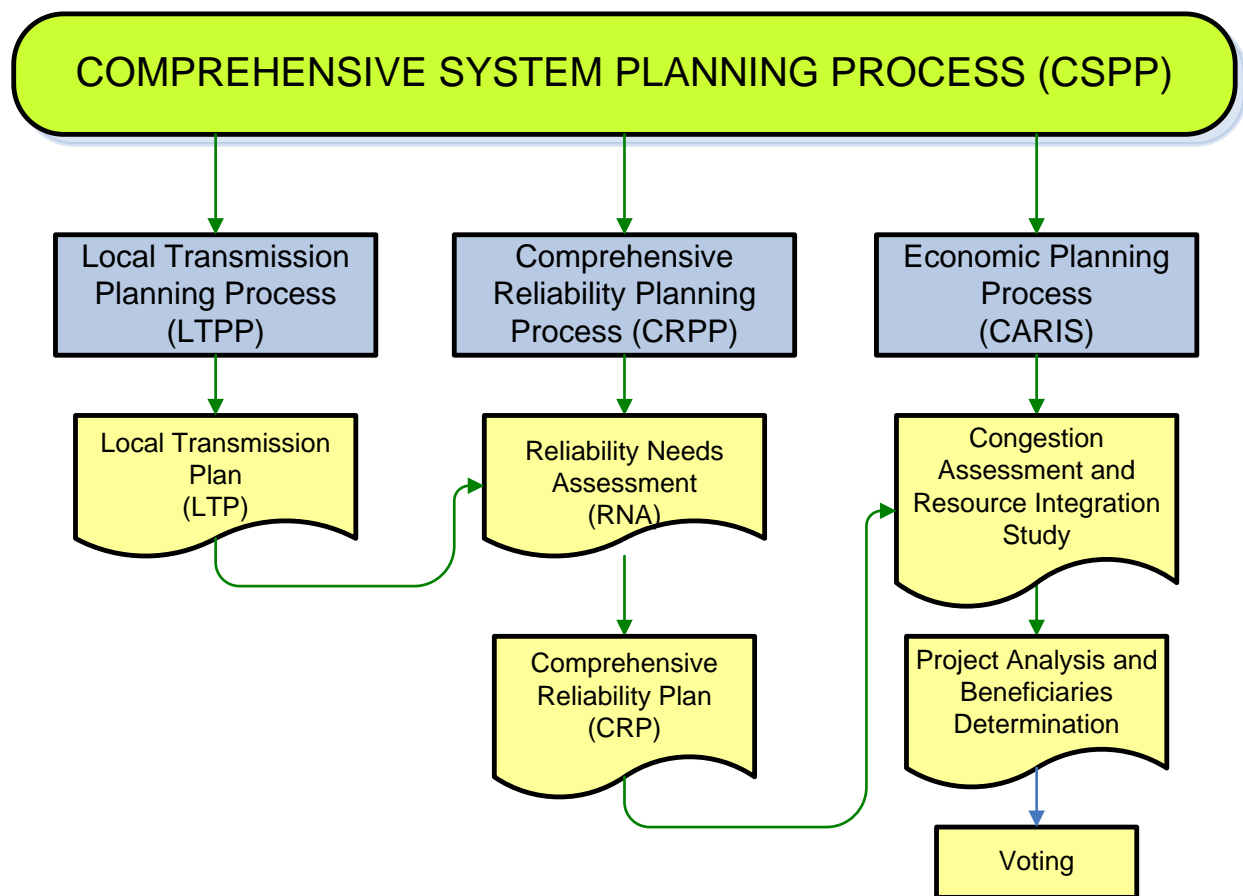 COMPREHENSIVE SYSTEM PLANNING PROCESS (CSPP)
Local Transmission
Planning Process
(LTPP)
Comprehensive
Reliability Planning
Process (CRPP)
Economic Planning
Process
(CARIS)
Local Transmission
Plan
(LTP)
Reliability Needs
Assessment
(RNA)
Congestion
Assessment and
Resource Integration
Study
Comprehensive
Reliability Plan
(CRP)
Project Analysis and
Beneficiaries
Determination
Voting